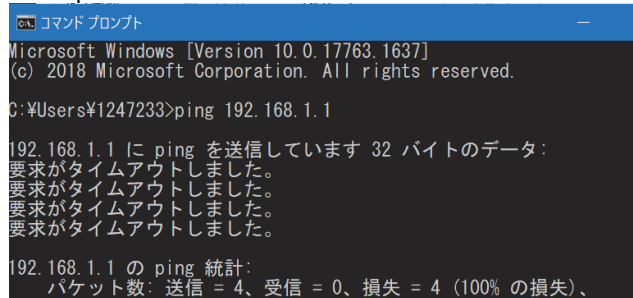 コマンド プロンプト
Microsoft Windows [Version 10.0.17763.1637]
(c) 2018 Microsoft Corporation. All rights reserved.
C:¥Users¥1247233>ping 192.168.1.1
192.168.1.1 に ping を送信しています 32 バイトのデータ:
要求がタイムアウトしました。
要求がタイムアウトしました。
要求がタイムアウトしました。
要求がタイムアウトしました。
192.168.1.1 の ping 統計:
パケット数: 送信 = 4、受信 = 0、損失 = 4 (100% の損失)、